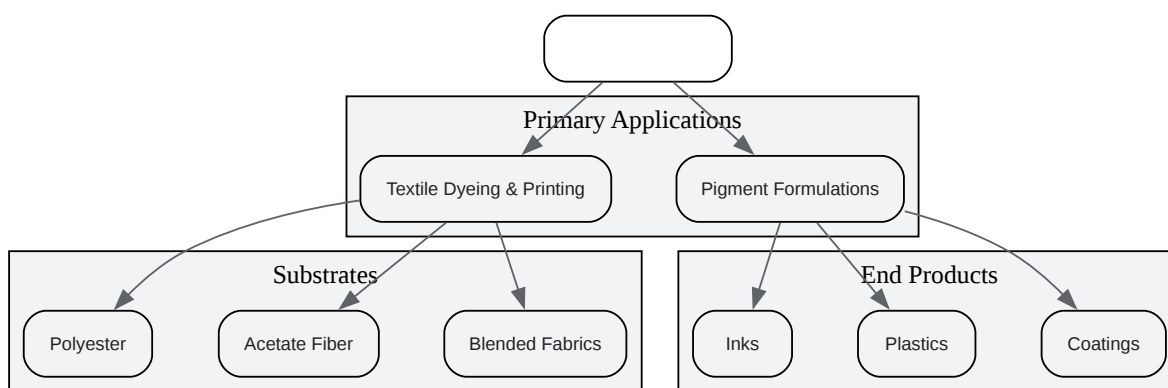 Primary Applications
Textile Dyeing & Printing
Pigment Formulations
Substrates
End Products
Polyester
Acetate Fiber
Blended Fabrics
Inks
Plastics
Coatings